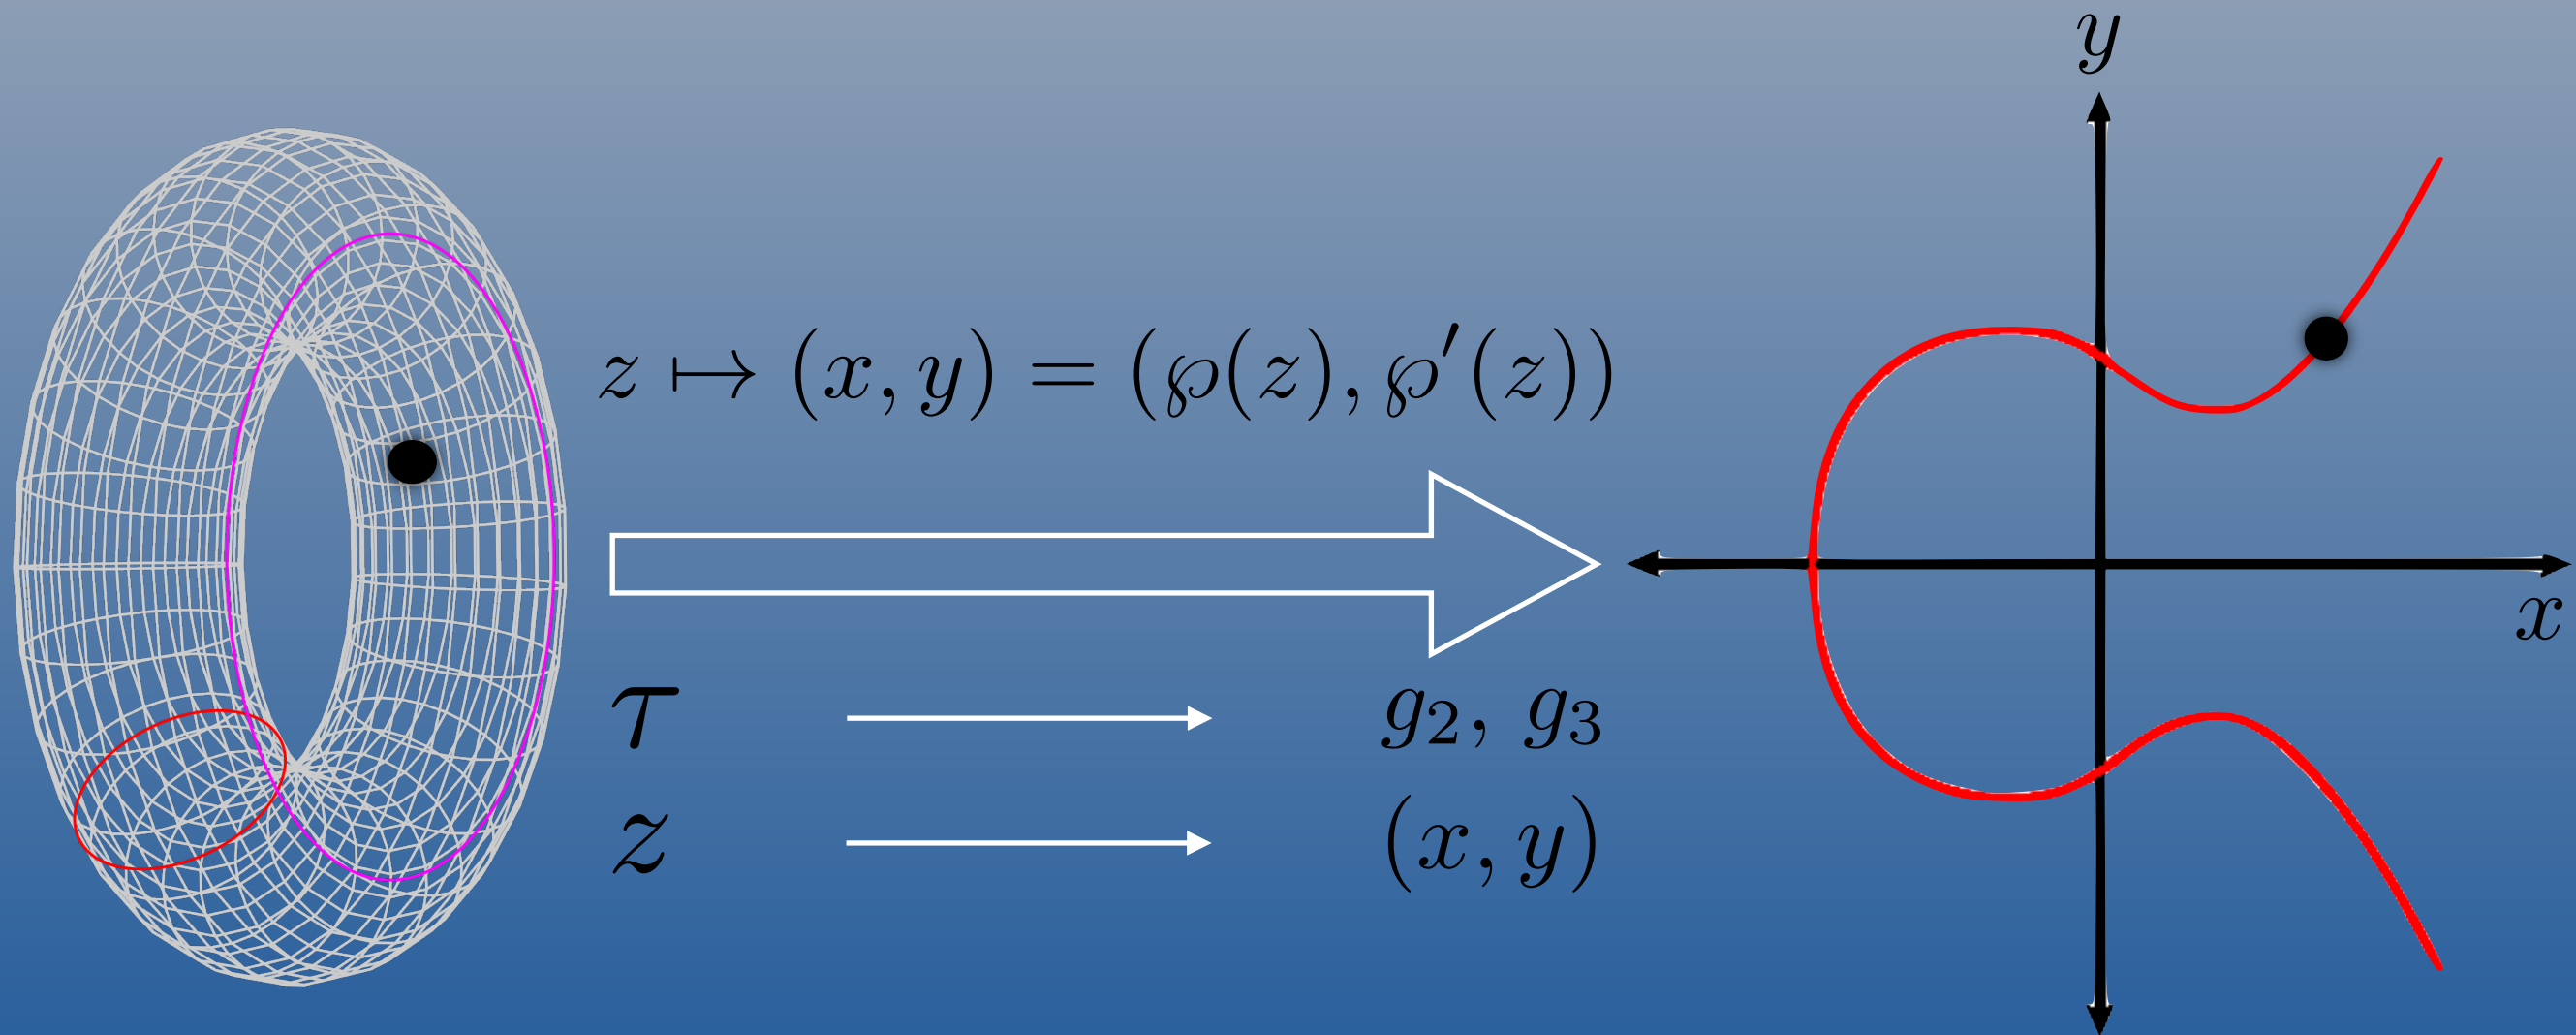 y
z ↦ (x, y) = (℘(z), ℘′(z))
x
τ → g₂, g₃
z → (x, y)